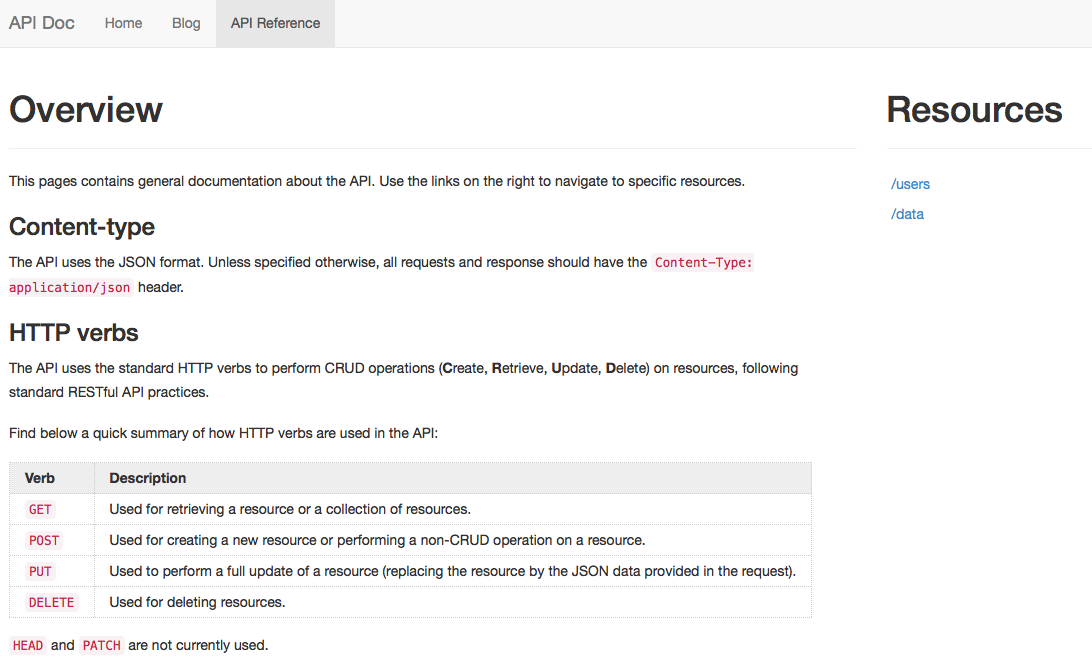 API Doc Home Blog API Reference
Overview
This pages contains general documentation about the API. Use the links on the right to navigate to specific resources.
Content-type
The API uses the JSON format. Unless specified otherwise, all requests and response should have the Content-Type:
application/json header.
HTTP verbs
The API uses the standard HTTP verbs to perform CRUD operations (Create, Retrieve, Update, Delete) on resources, following
standard RESTful API practices.
Find below a quick summary of how HTTP verbs are used in the API:
Verb Description
GET Used for retrieving a resource or a collection of resources.
POST Used for creating a new resource or performing a non-CRUD operation on a resource.
PUT Used to perform a full update of a resource (replacing the resource by the JSON data provided in the request).
DELETE Used for deleting resources.
HEAD and PATCH are not currently used.
Resources
/users
/data